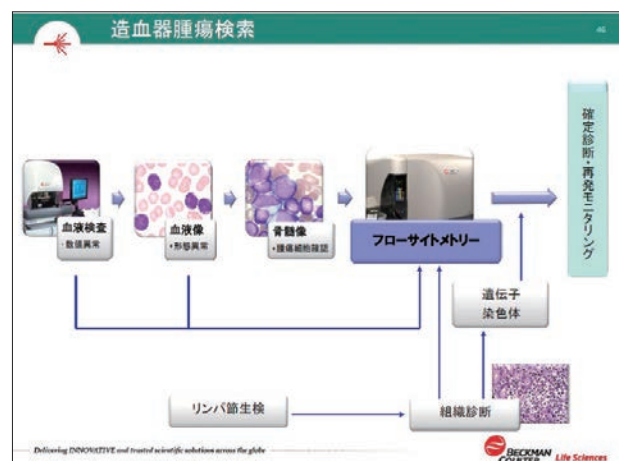 造血器腫瘍検索
46
確定診断・再発モニタリング
血液検査
・数値異常
血液像
・形態異常
骨髄像
・腫瘍細胞確認
フローサイトメトリー
遺伝子
染色体
リンパ節生検
組織診断
Delivering INNOVATIVE and trusted scientific solutions across the globe
BECKMAN
COULTER
Life Sciences